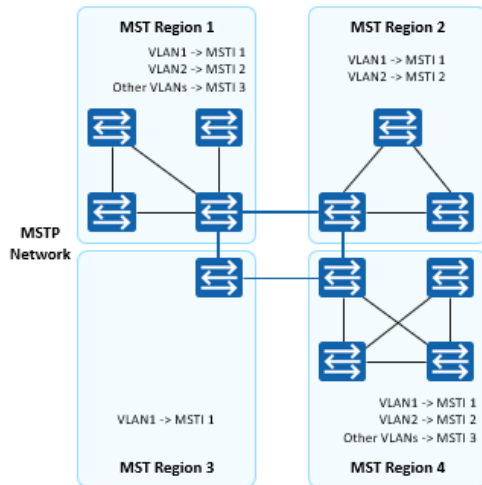 MST Region 1
VLAN1 -> MSTI 1
VLAN2 -> MSTI 2
Other VLANs -> MSTI 3
MST Region 2
VLAN1 -> MSTI 1
VLAN2 -> MSTI 2
MSTP
Network
VLAN1 -> MSTI 1
MST Region 3
VLAN1 -> MSTI 1
VLAN2 -> MSTI 2
Other VLANs -> MSTI 3
MST Region 4